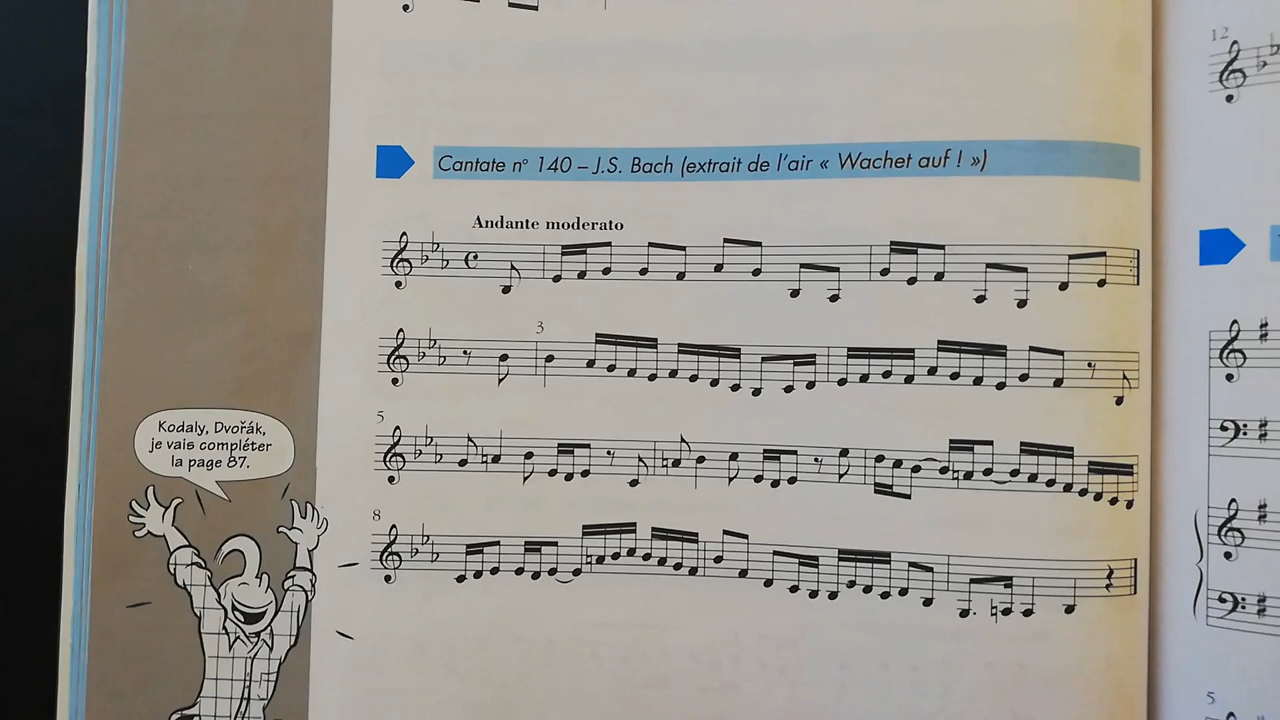 12
Cantate n° 140 – J.S. Bach (extrait de l'air « Wachet auf ! »)
Andante moderato
3
5
8
Kodaly, Dvořák,
je vais compléter
la page 87.
5